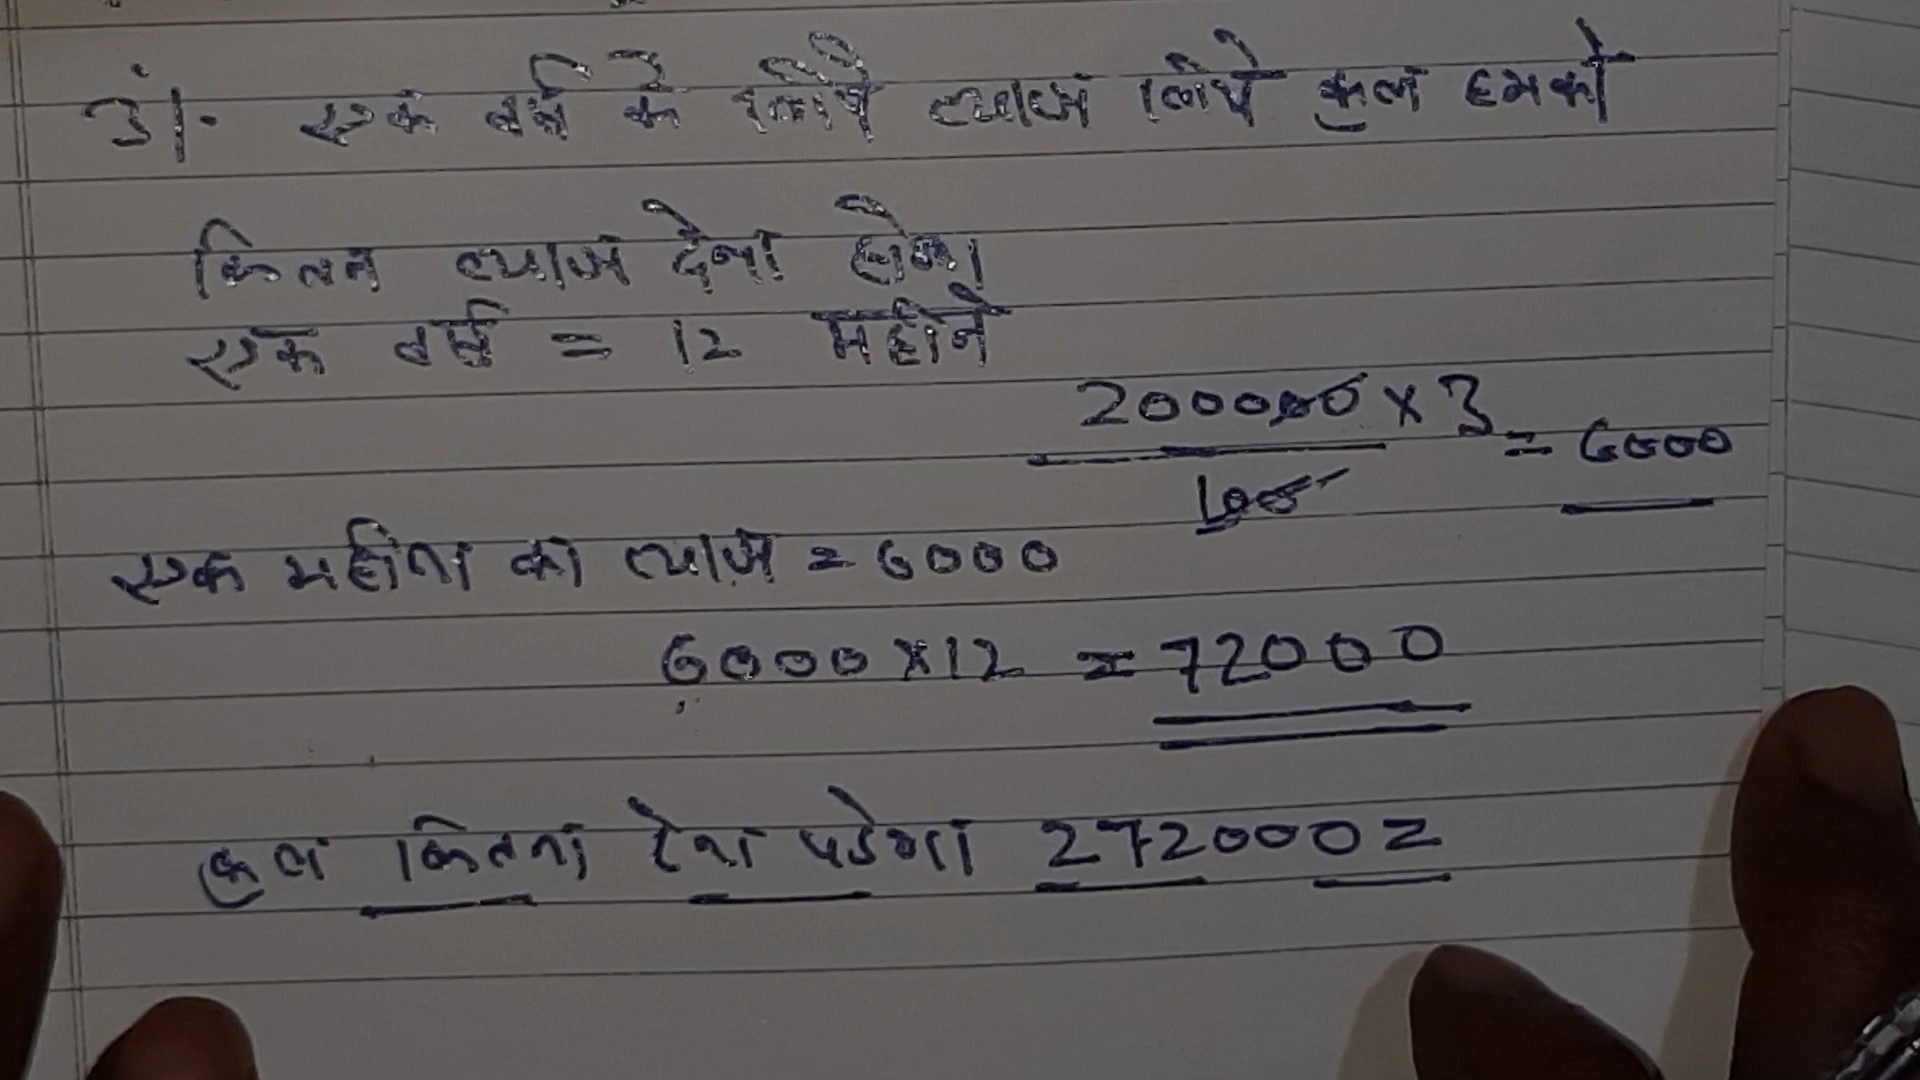 3). एक वर्ष के लिये ब्याज लिये कुल हमको
कितन ब्याज देना होगा
एक वर्ष = 12 महीने
200000 x 3
100
= 6000
एक महीना का ब्याज = 6000
6000 x 12 = 72000
कुल कितना देना पडेगा 272000=